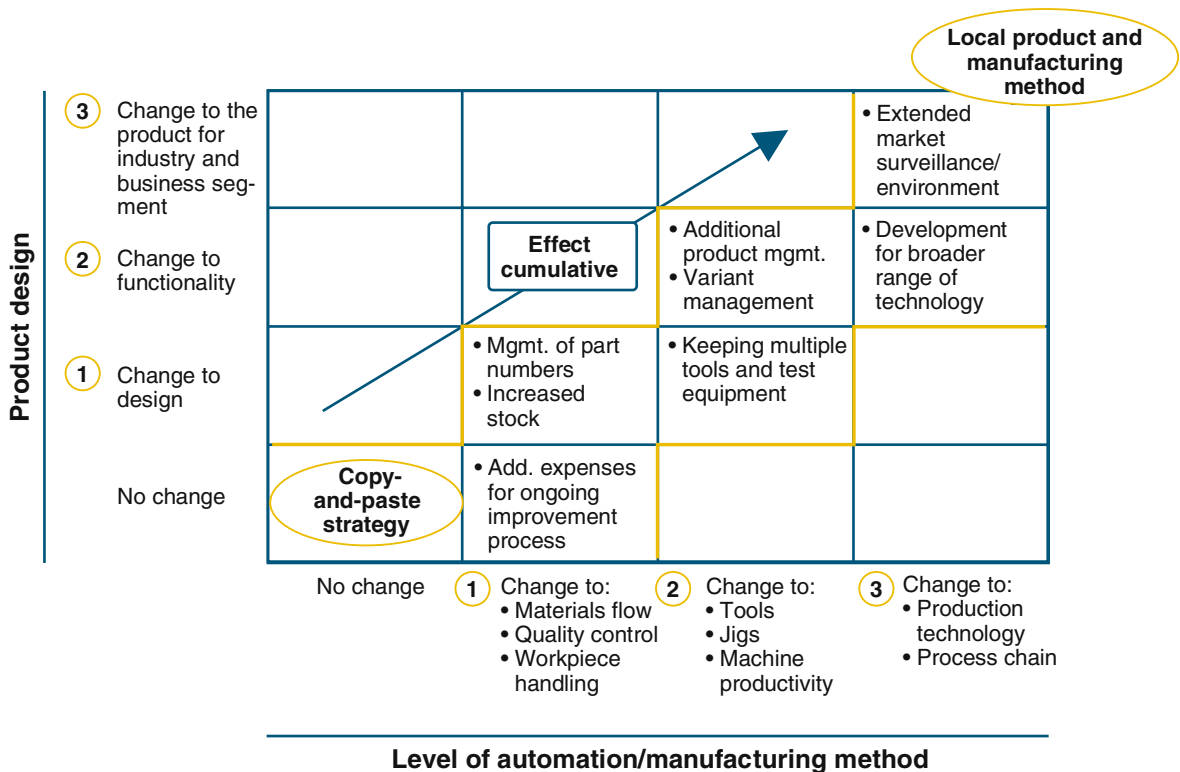 Local product and
manufacturing
method
Product design
3
Change to the
product for
industry and
business seg-
ment
• Extended
market
surveillance/
environment
2
Change to
functionality
Effect
cumulative
• Additional
product mgmt.
• Variant
management
• Development
for broader
range of
technology
1
Change to
design
• Mgmt. of part
numbers
• Increased
stock
• Keeping multiple
tools and test
equipment
No change
Copy-
and-paste
strategy
• Add. expenses
for ongoing
improvement
process
No change
1
Change to:
• Materials flow
• Quality control
• Workpiece
handling
2
Change to:
• Tools
• Jigs
• Machine
productivity
3
Change to:
• Production
technology
• Process chain
Level of automation/manufacturing method